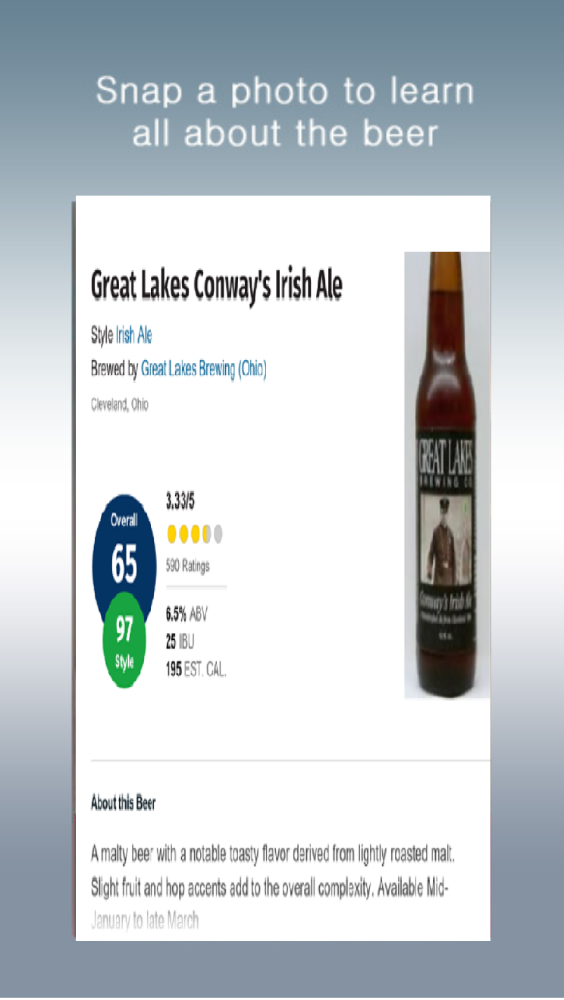 Snap a photo to learn
all about the beer
Great Lakes Conway's Irish Ale
Style Irish Ale
Brewed by Great Lakes Brewing (Ohio)
Cleveland, Ohio
Overall
65
97
Style
3.33/5
590 Ratings
6.5% ABV
25 IBU
195 EST. CAL.
GREAT LAKES
BREWING CO
Conway's Irish Ale
About this Beer
A malty beer with a notable toasty flavor derived from lightly roasted malt.
Slight fruit and hop accents add to the overall complexity. Available Mid-
January to late March